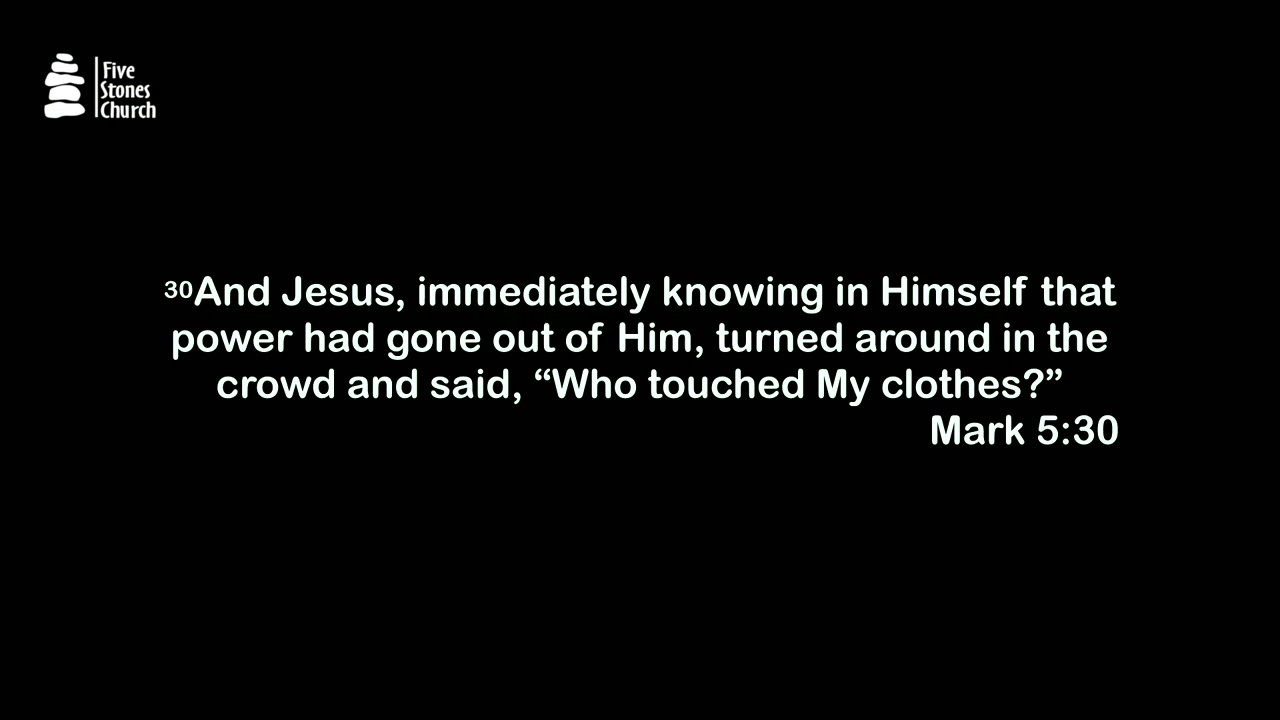 Five
Stones
Church
30And Jesus, immediately knowing in Himself that
power had gone out of Him, turned around in the
crowd and said, “Who touched My clothes?”
Mark 5:30